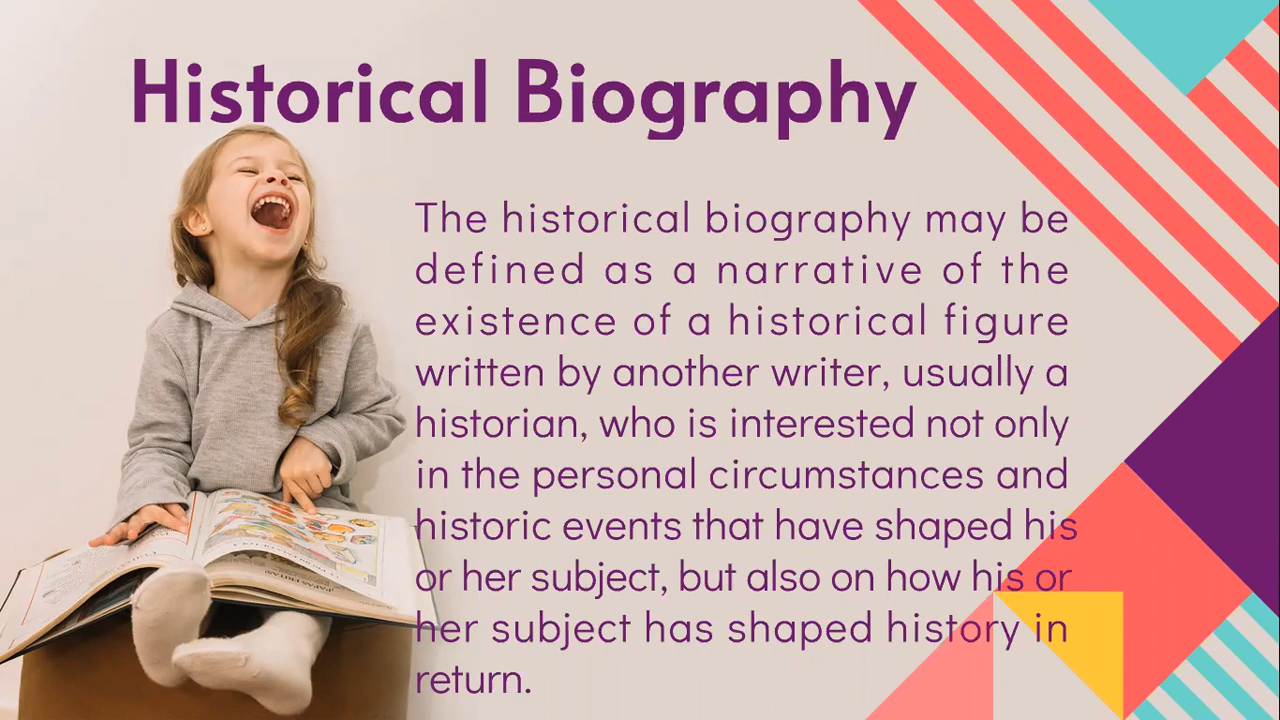 Historical Biography
The historical biography may be
defined as a narrative of the
existence of a historical figure
written by another writer, usually a
historian, who is interested not only
in the personal circumstances and
historic events that have shaped his
or her subject, but also on how his or
her subject has shaped history in
return.